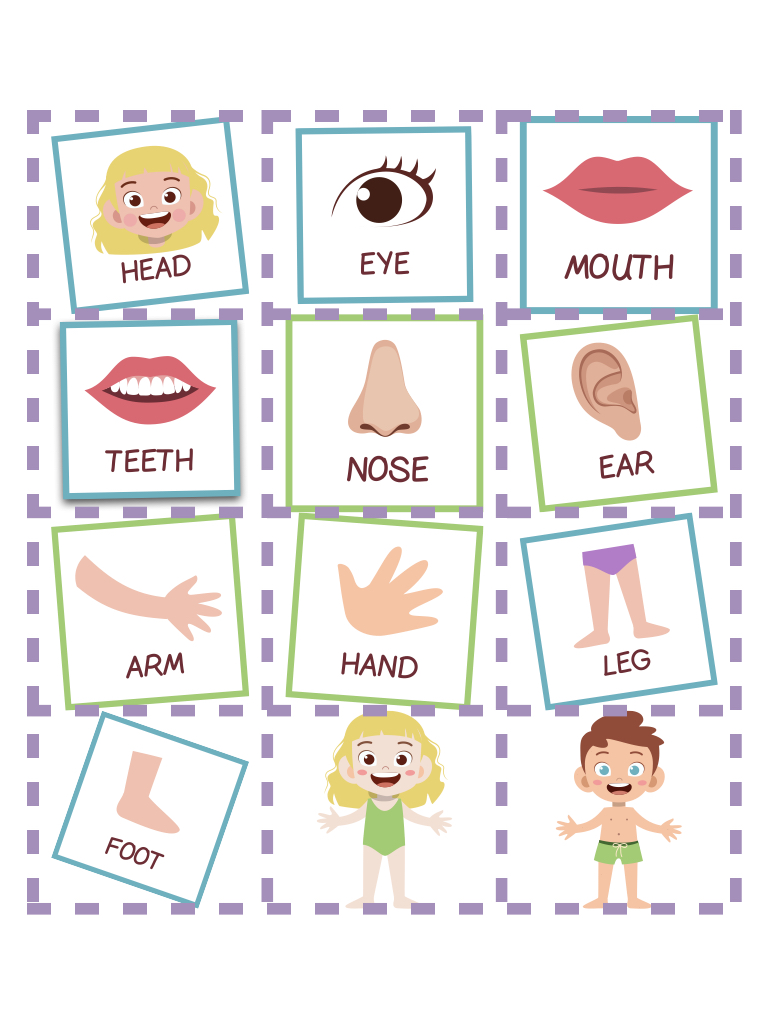 HEAD
EYE
MOUTH
TEETH
NOSE
EAR
ARM
HAND
LEG
FOOT